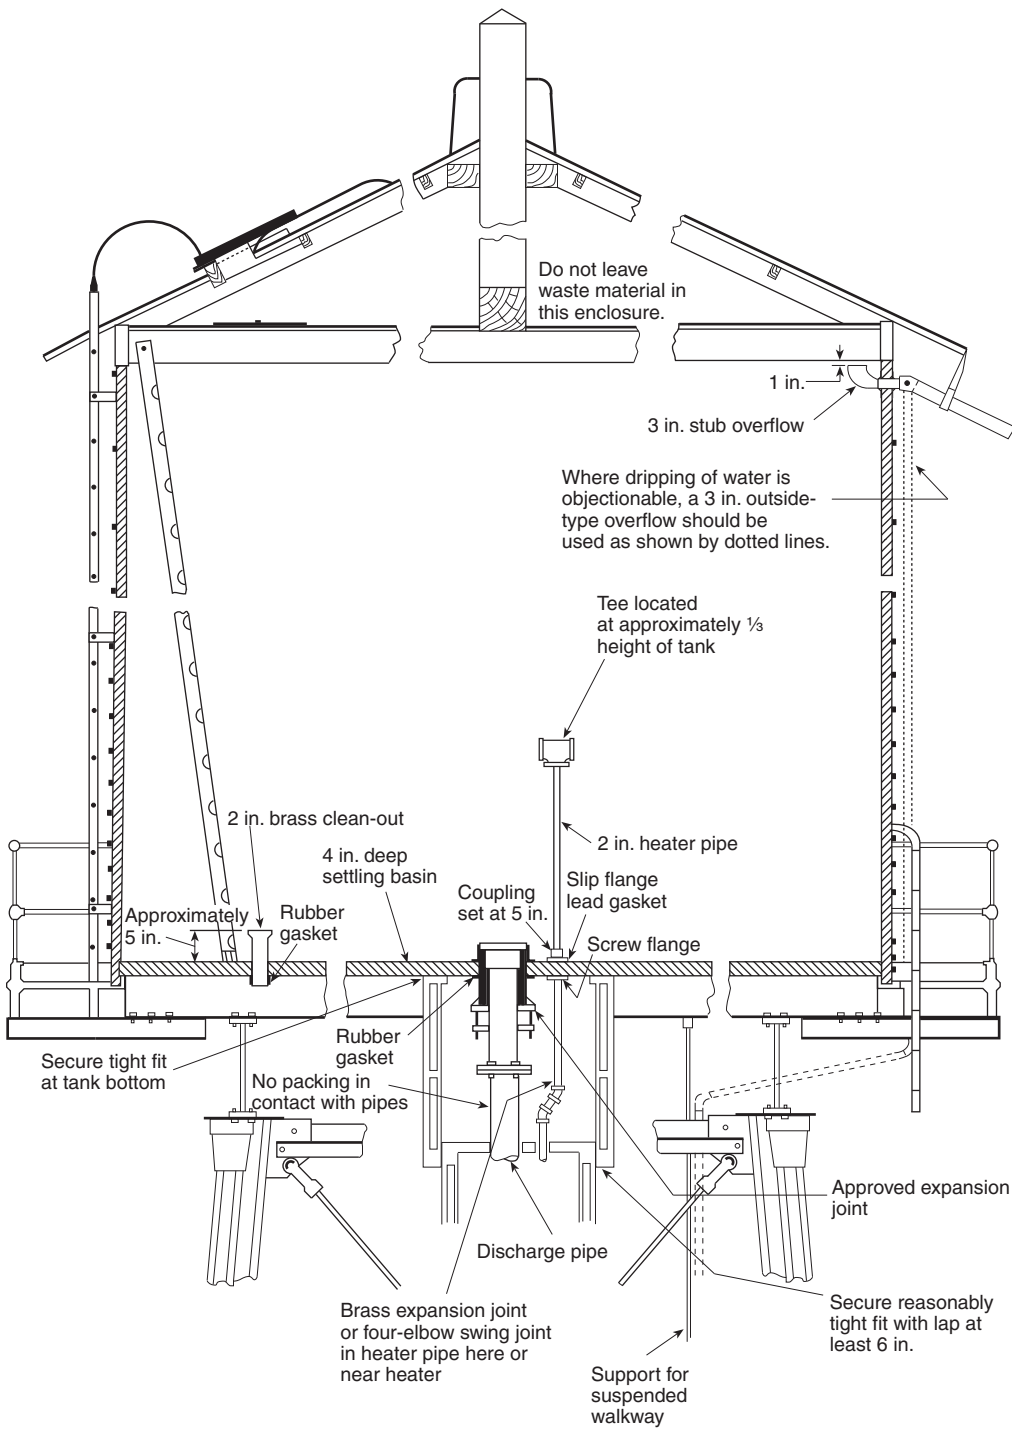 Do not leave
waste material in
this enclosure.
1 in.
3 in. stub overflow
Where dripping of water is
objectionable, a 3 in. outside-
type overflow should be
used as shown by dotted lines.
Tee located
at approximately ⅓
height of tank
2 in. brass clean-out
2 in. heater pipe
4 in. deep
settling basin
Slip flange
lead gasket
Coupling
set at 5 in.
Approximately
5 in.
Rubber
gasket
Screw flange
Rubber
gasket
Secure tight fit
at tank bottom
No packing in
contact with pipes
Approved expansion
joint
Discharge pipe
Brass expansion joint
or four-elbow swing joint
in heater pipe here or
near heater
Secure reasonably
tight fit with lap at
least 6 in.
Support for
suspended
walkway